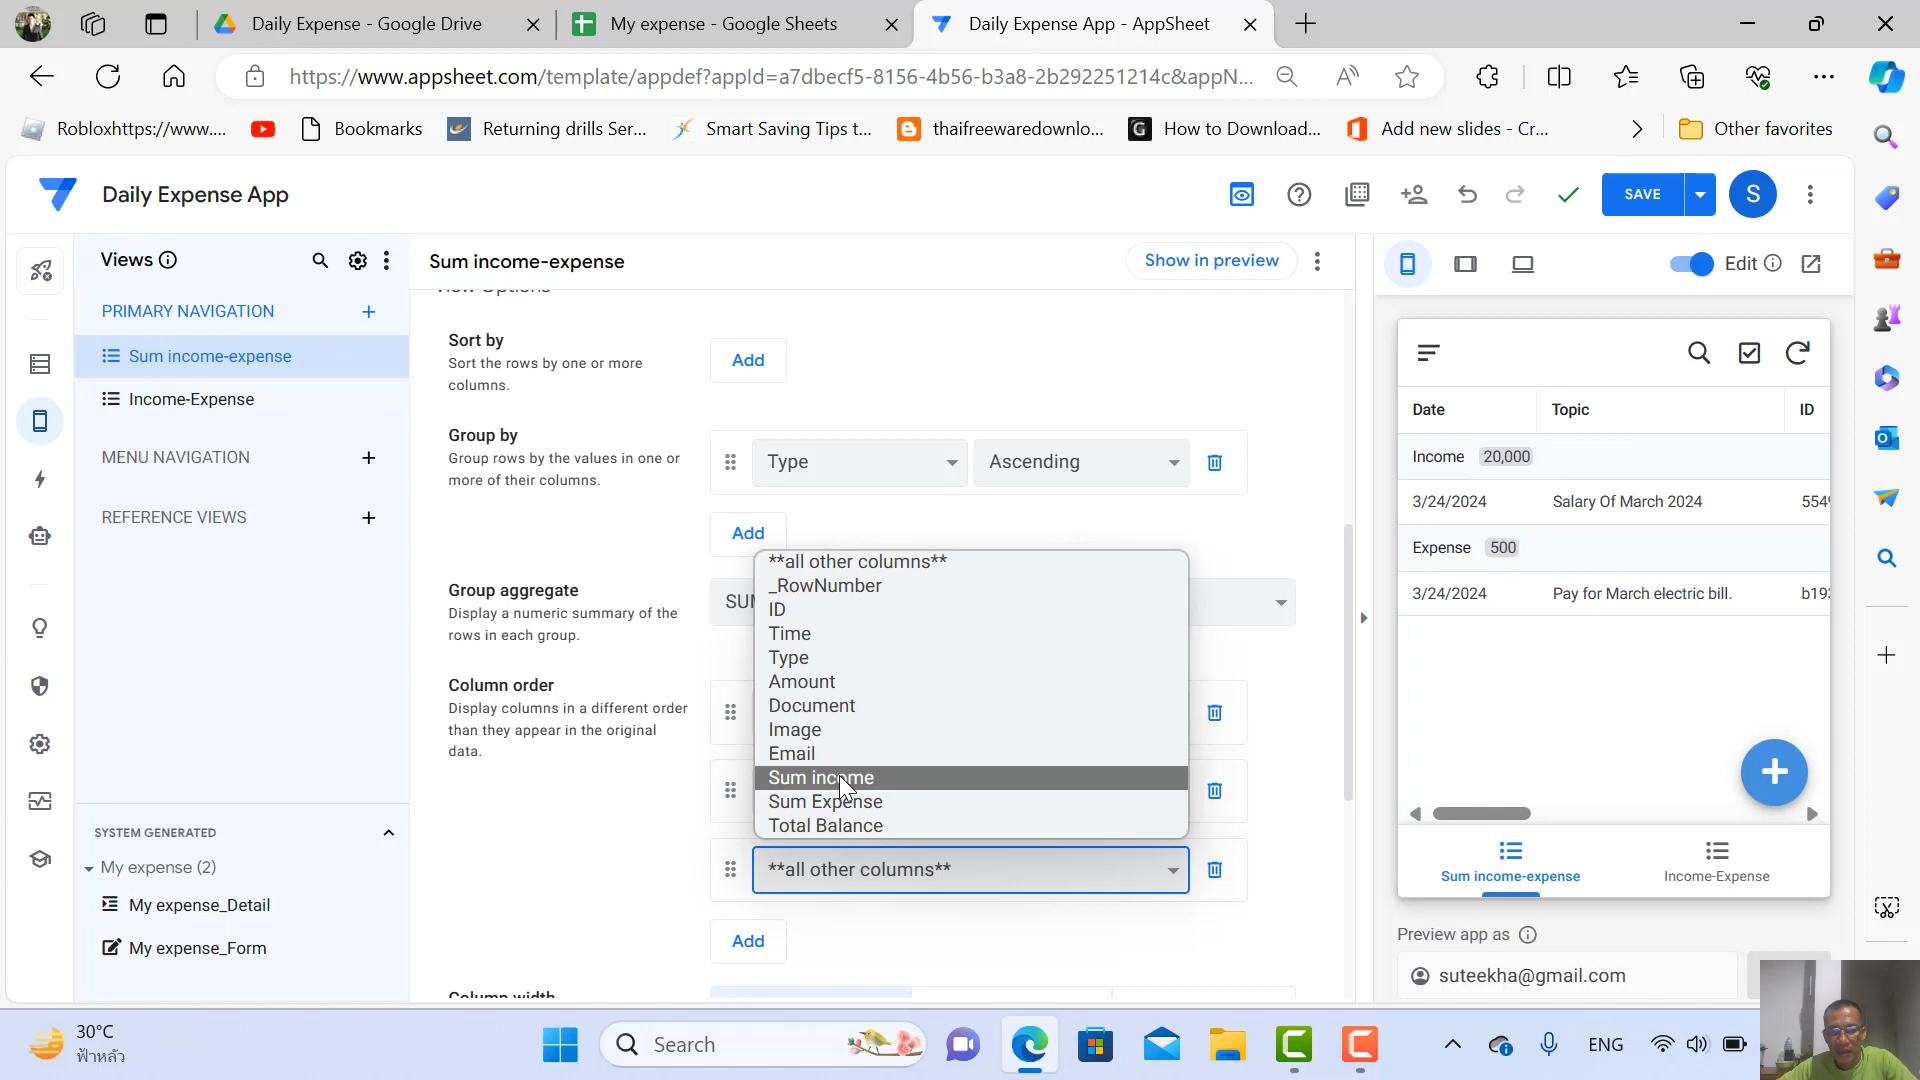 Daily Expense - Google Drive
My expense - Google Sheets
Daily Expense App - AppSheet
https://www.appsheet.com/template/appdef?appId=a7dbecf5-8156-4b56-b3a8-2b292251214c&appN...
Robloxhttps://www....
Bookmarks
Returning drills Ser...
Smart Saving Tips t...
thaifreewaredownlo...
How to Download...
Add new slides - Cr...
Other favorites
Daily Expense App
SAVE
S
Views
PRIMARY NAVIGATION
Sum income-expense
Income-Expense
MENU NAVIGATION
REFERENCE VIEWS
SYSTEM GENERATED
My expense (2)
My expense_Detail
My expense_Form
Sum income-expense
Show in preview
View Options
Sort by
Sort the rows by one or more
columns.
Add
Group by
Group rows by the values in one or
more of their columns.
Type
Ascending
Add
Group aggregate
Display a numeric summary of the
rows in each group.
SUM
Column order
Display columns in a different order
than they appear in the original
data.
**all other columns**
_RowNumber
ID
Time
Type
Amount
Document
Image
Email
Sum income
Sum Expense
Total Balance
**all other columns**
Add
Column width
Edit
Date
Topic
ID
Income 20,000
3/24/2024
Salary Of March 2024
554
Expense 500
3/24/2024
Pay for March electric bill.
b19
Sum income-expense
Income-Expense
Preview app as
suteekha@gmail.com
30°C
ฟ้าหลัว
Search
ENG